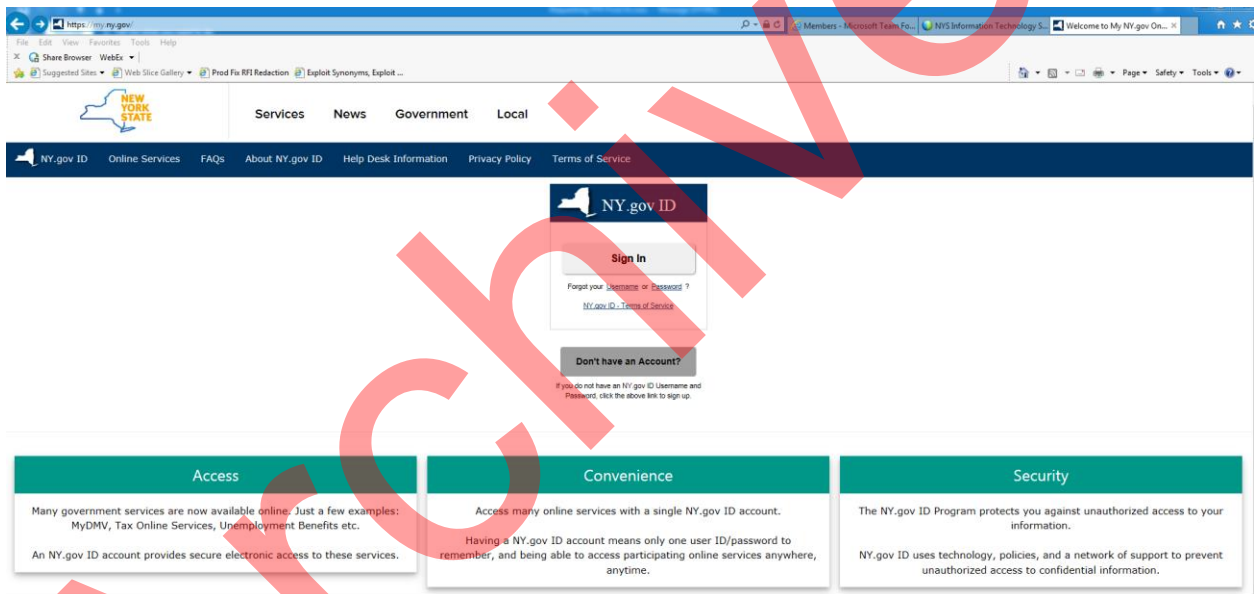 https://my.ny.gov/
Members - Microsoft Team Fo...
NYS Information Technology S...
Welcome to My NY.gov On...
File Edit View Favorites Tools Help
X Share Browser WebEx
Suggested Sites Web Slice Gallery Prod Fix RFI Redaction Exploit Synonyms, Exploit ...
Page Safety Tools
NEW
YORK
STATE
Services News Government Local
NY.gov ID Online Services FAQs About NY.gov ID Help Desk Information Privacy Policy Terms of Service
NY.gov ID
Sign In
Forgot your Username or Password ?
NY.gov ID - Terms of Service
Don't have an Account?
If you do not have an NY.gov ID Username and
Password, click the above link to sign up.
Access
Many government services are now available online. Just a few examples:
MyDMV, Tax Online Services, Unemployment Benefits etc.
An NY.gov ID account provides secure electronic access to these services.
Convenience
Access many online services with a single NY.gov ID account.
Having a NY.gov ID account means only one user ID/password to
remember, and being able to access participating online services anywhere,
anytime.
Security
The NY.gov ID Program protects you against unauthorized access to your
information.
NY.gov ID uses technology, policies, and a network of support to prevent
unauthorized access to confidential information.
rchive